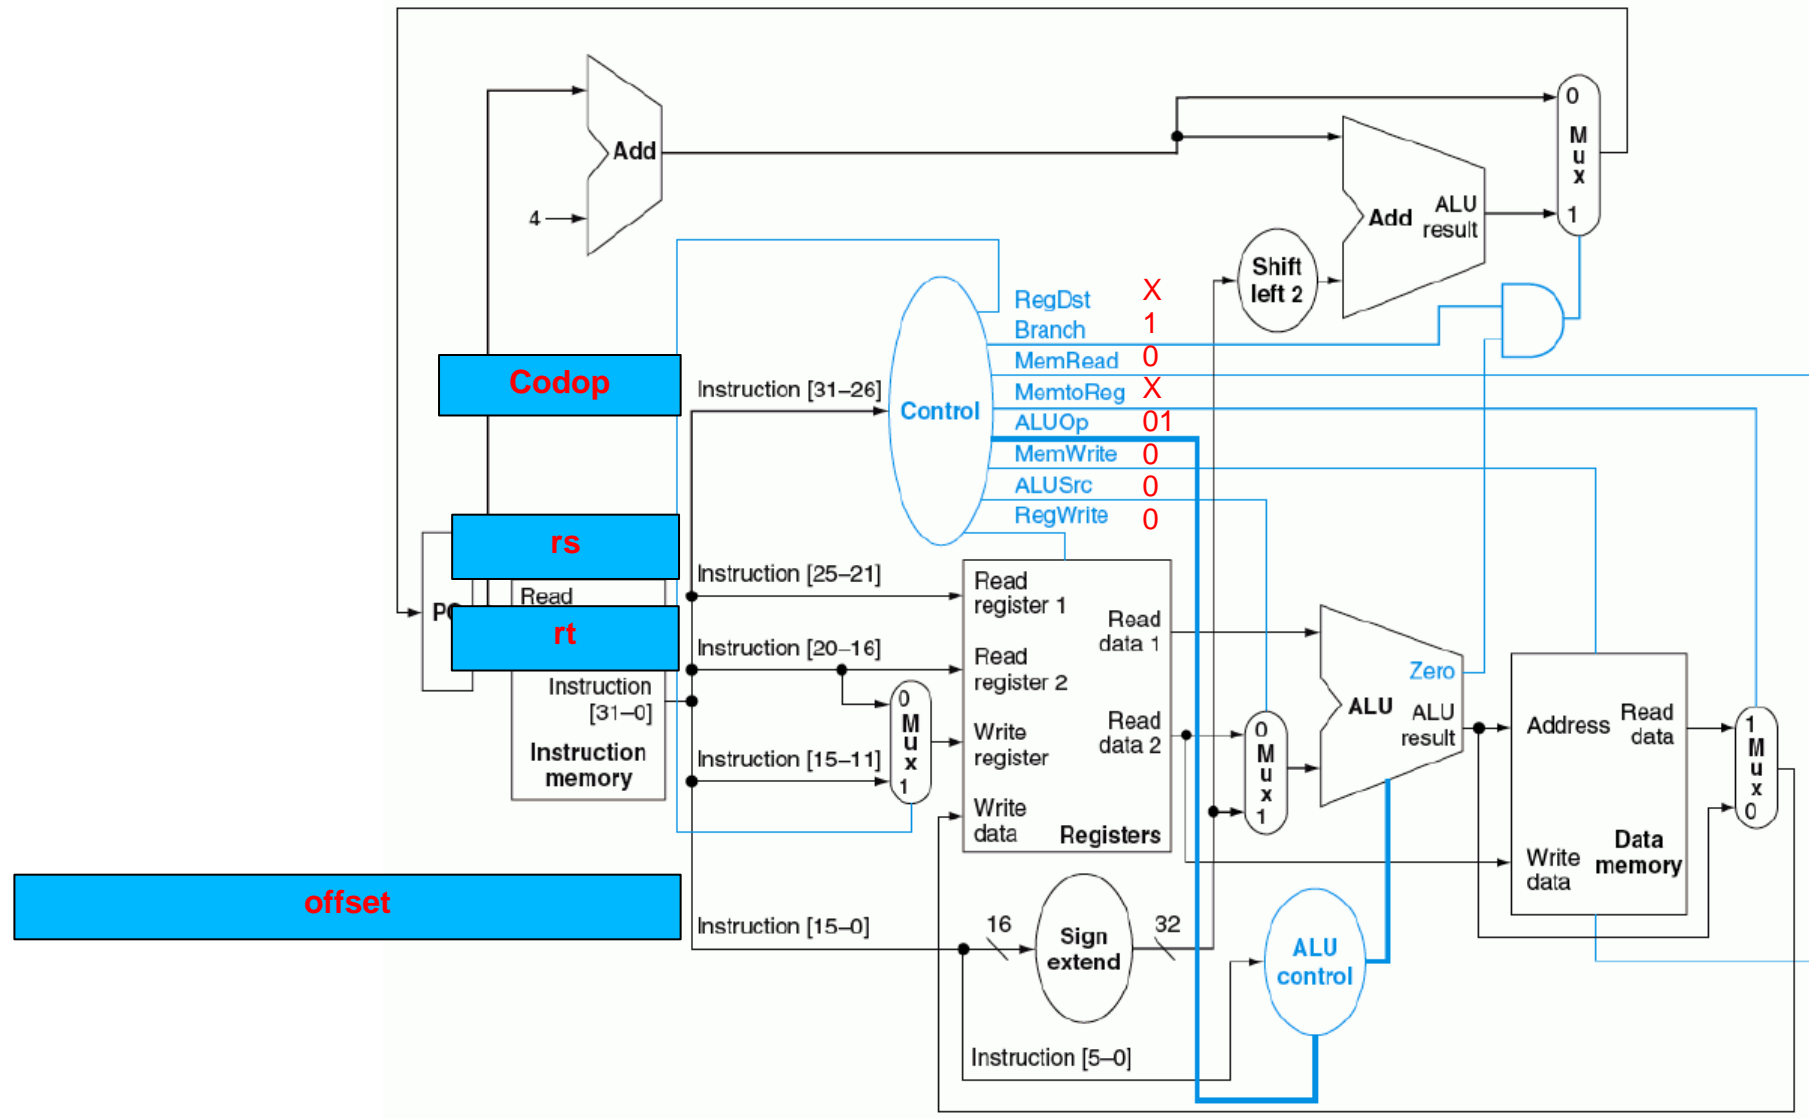 0
M
u
x
1
Add
4
Add
ALU
result
Shift
left 2
RegDst
X
Branch
1
MemRead
0
MemtoReg
X
ALUOp
01
MemWrite
0
ALUSrc
0
RegWrite
0
Codop
Instruction [31–26]
Control
rs
Instruction [25–21]
Read
register 1
Read
PC
rt
Instruction [20–16]
Read
register 2
Read
data 1
Instruction
[31–0]
Instruction
memory
0
M
u
x
1
Write
register
Read
data 2
Instruction [15–11]
Write
data
Registers
0
M
u
x
1
Zero
ALU
ALU
result
Address
Read
data
Write
data
Data
memory
1
M
u
x
0
offset
Instruction [15–0]
16
Sign
extend
32
ALU
control
Instruction [5–0]